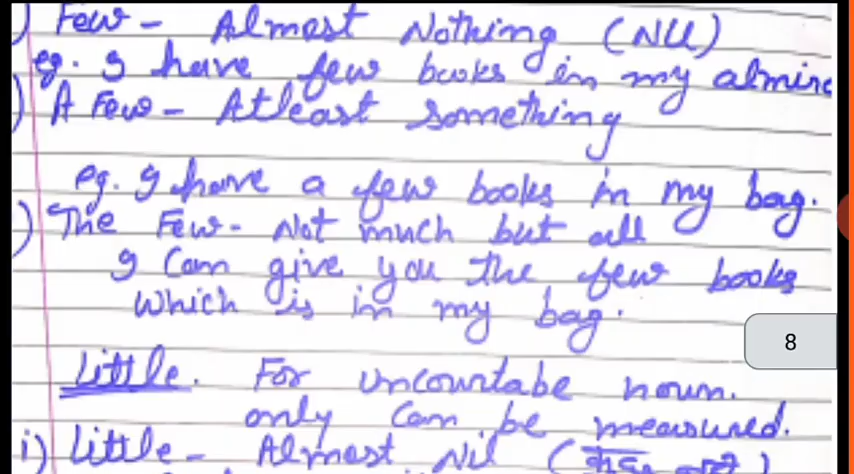 ) Few - Almost Nothing (NIL)
eg. I have few books in my almira
) A Few - Atleast something
eg. I have a few books in my bag.
) The Few - Not much but all
I Can give you the few books
which is in my bag.
8
Little. For Uncountabe noun.
only Can be measured.
i) Little - Almost Nil (